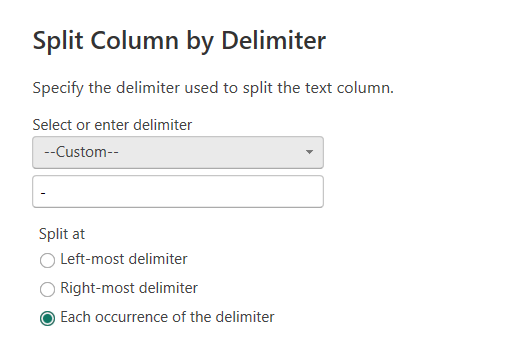 Split Column by Delimiter
Specify the delimiter used to split the text column.
Select or enter delimiter
--Custom--
-
Split at
Left-most delimiter
Right-most delimiter
Each occurrence of the delimiter